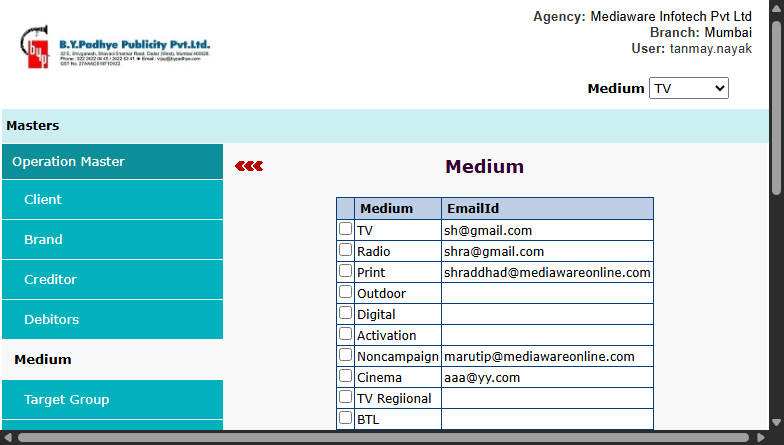 Agency: Mediaware Infotech Pvt Ltd
Branch: Mumbai
User: tanmay.nayak
B.Y.Padhye Publicity Pvt.Ltd.
Medium TV
Masters
Operation Master
Client
Brand
Creditor
Debitors
Medium
Target Group
Medium
Medium EmailId
TV sh@gmail.com
Radio shra@gmail.com
Print shraddhad@mediawareonline.com
Outdoor
Digital
Activation
Noncampaign marutip@mediawareonline.com
Cinema aaa@yy.com
TV Regiional
BTL